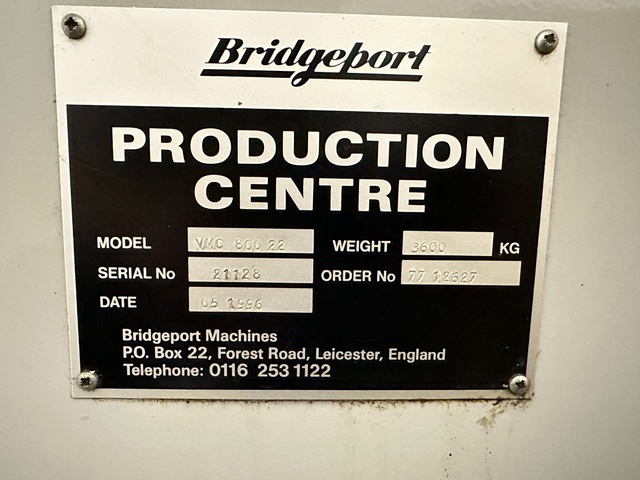 Bridgeport
PRODUCTION
CENTRE
MODEL VMC 800.22 WEIGHT 3600 KG
SERIAL No 21128 ORDER No 77 12627
DATE 05 1996
Bridgeport Machines
P.O. Box 22, Forest Road, Leicester, England
Telephone: 0116 253 1122